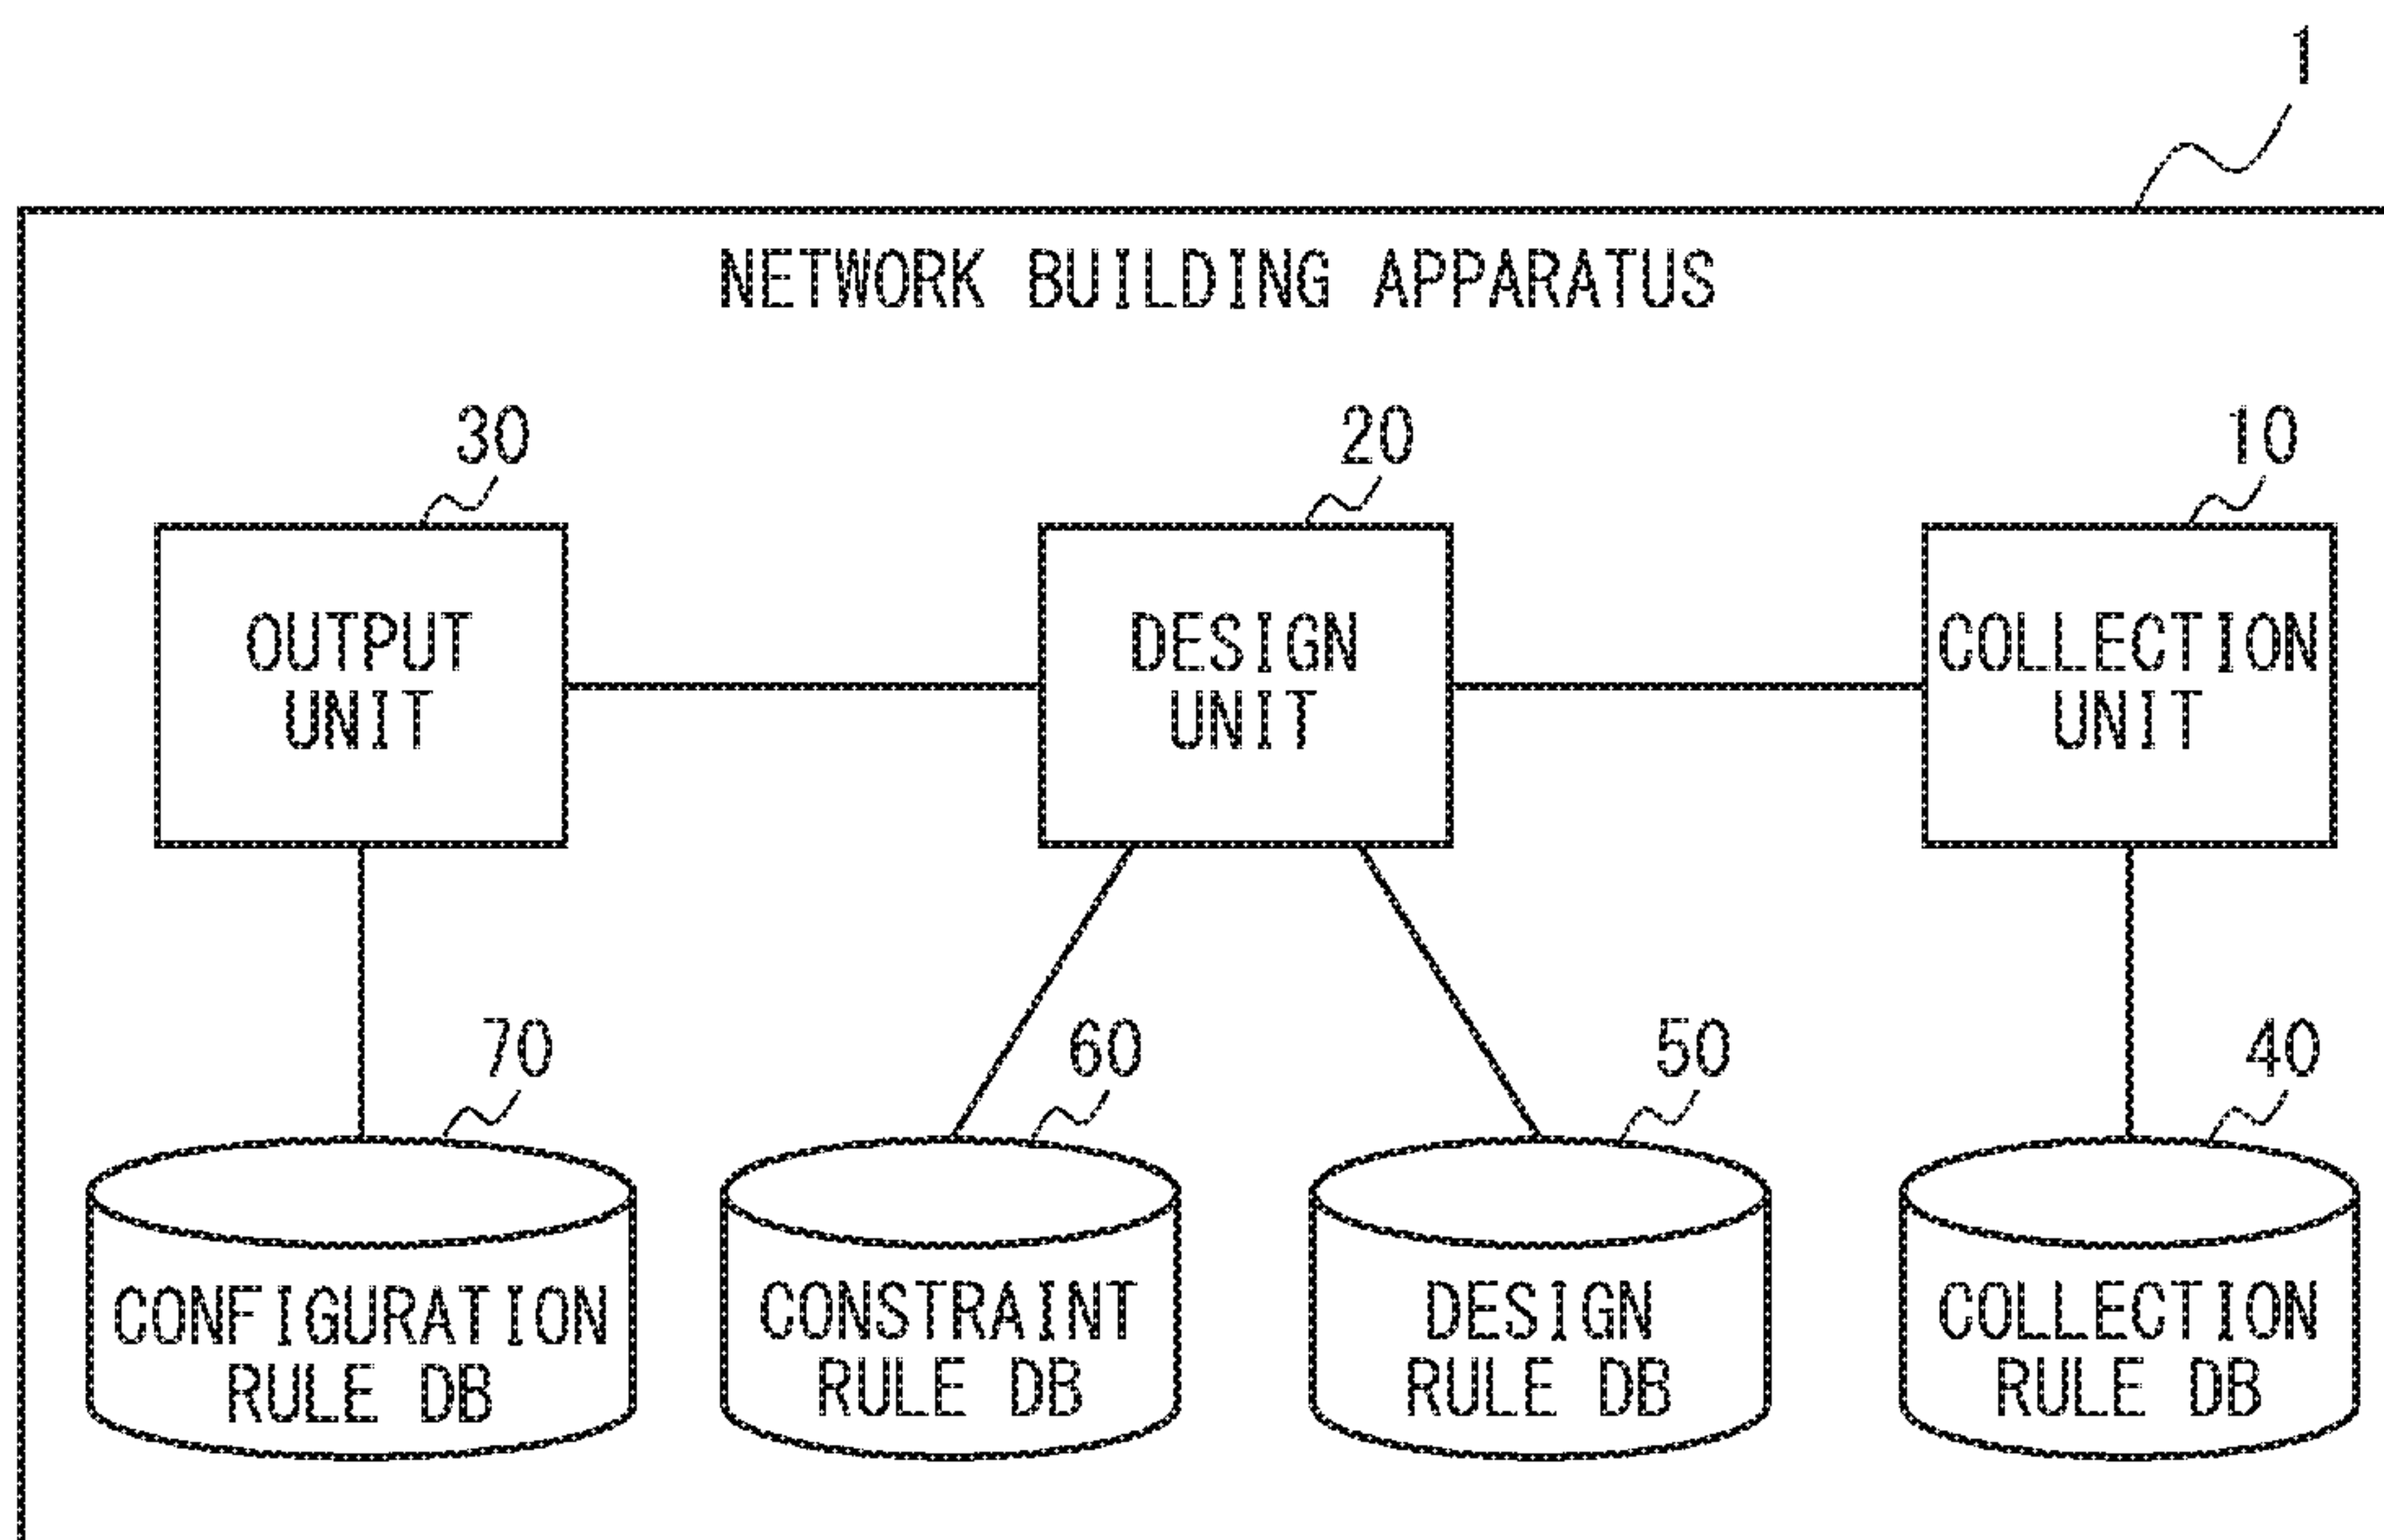 1
NETWORK BUILDING APPARATUS
30
20
10
OUTPUT
UNIT
DESIGN
UNIT
COLLECTION
UNIT
70
60
50
40
CONFIGURATION
RULE DB
CONSTRAINT
RULE DB
DESIGN
RULE DB
COLLECTION
RULE DB